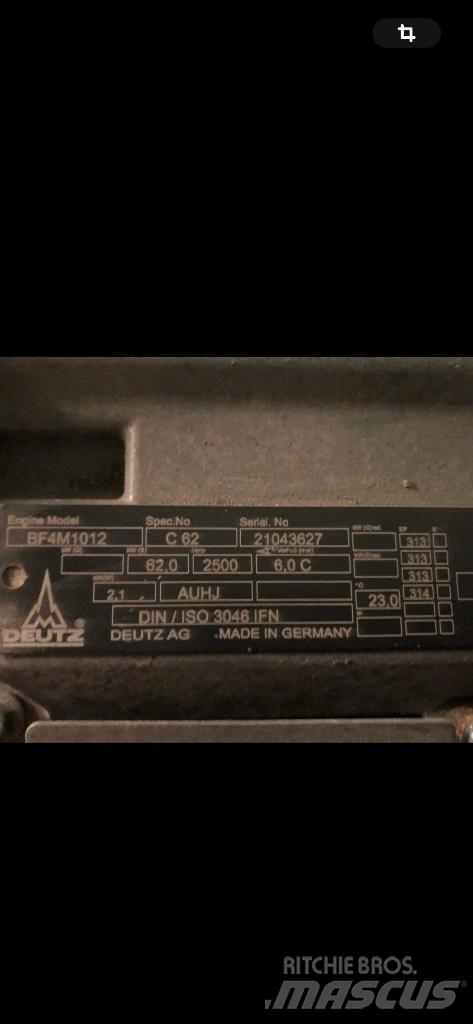 Engine Model Spec.No Serial. No
BF4M1012 C 62 21043627 313
62,0 2500 6,0 C 313
313
2,1 AUHJ °C 23,0 314
DIN / ISO 3046 IFN
DEUTZ ® DEUTZ AG MADE IN GERMANY
RITCHIE BROS.
.MASCUS